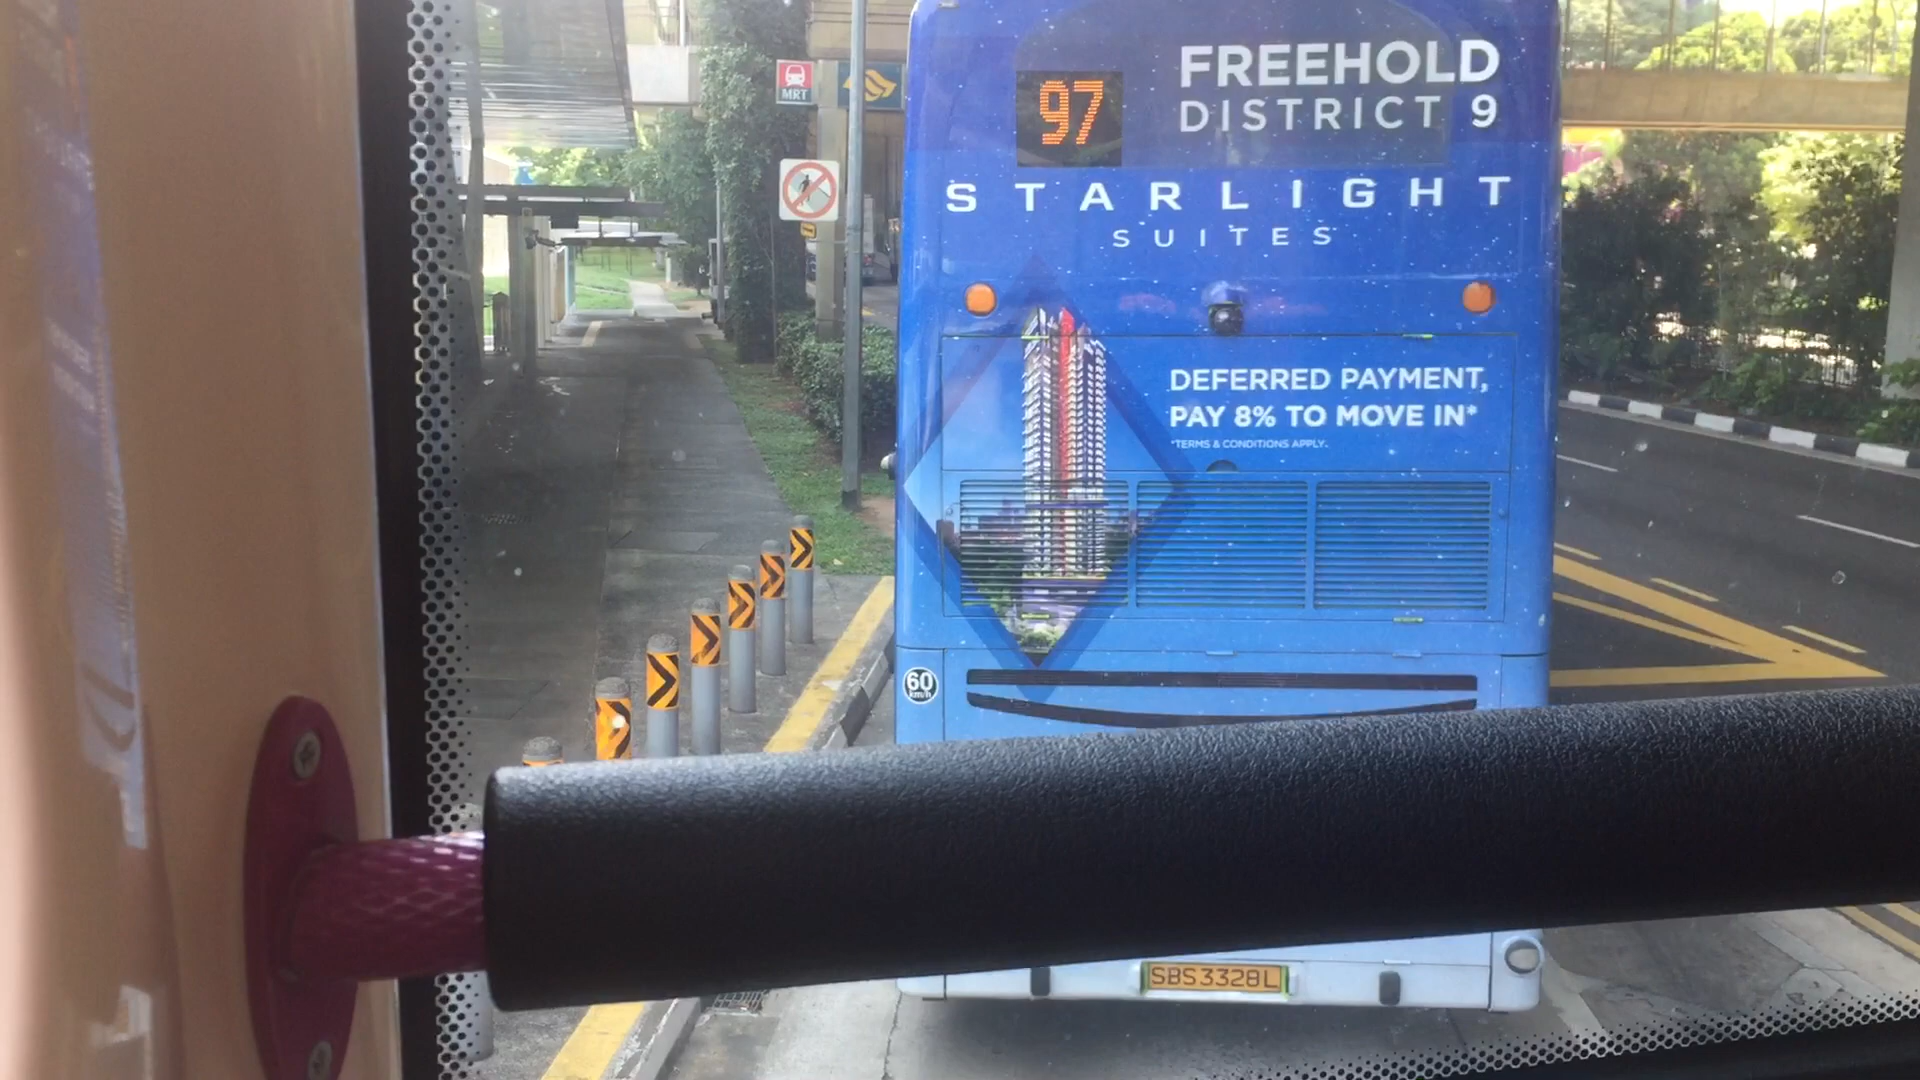 MRT
97
FREEHOLD
DISTRICT 9
STARLIGHT
SUITES
DEFERRED PAYMENT,
PAY 8% TO MOVE IN*
*TERMS & CONDITIONS APPLY.
60
km/h
SBS3328L